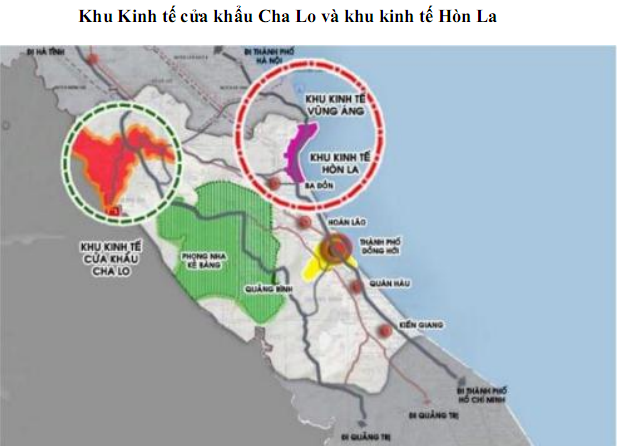 Khu Kinh tế cửa khẩu Cha Lo và khu kinh tế Hòn La
ĐI HÀ TĨNH
ĐI THÀNH PHỐ
HÀ NỘI
KHU KINH TẾ
VŨNG ÁNG
KHU KINH TẾ
HÒN LA
BA ĐỒN
HOÀN LÃO
THÀNH PHỐ
ĐỒNG HỚI
KHU KINH TẾ
CỬA KHẨU
CHA LO
PHONG NHA
KẺ BÀNG
QUẢNG BÌNH
QUÁN HÀU
KIẾN GIANG
ĐI THÀNH PHỐ
HỒ CHÍ MINH
ĐI QUẢNG TRỊ
ĐI QUẢNG TRỊ